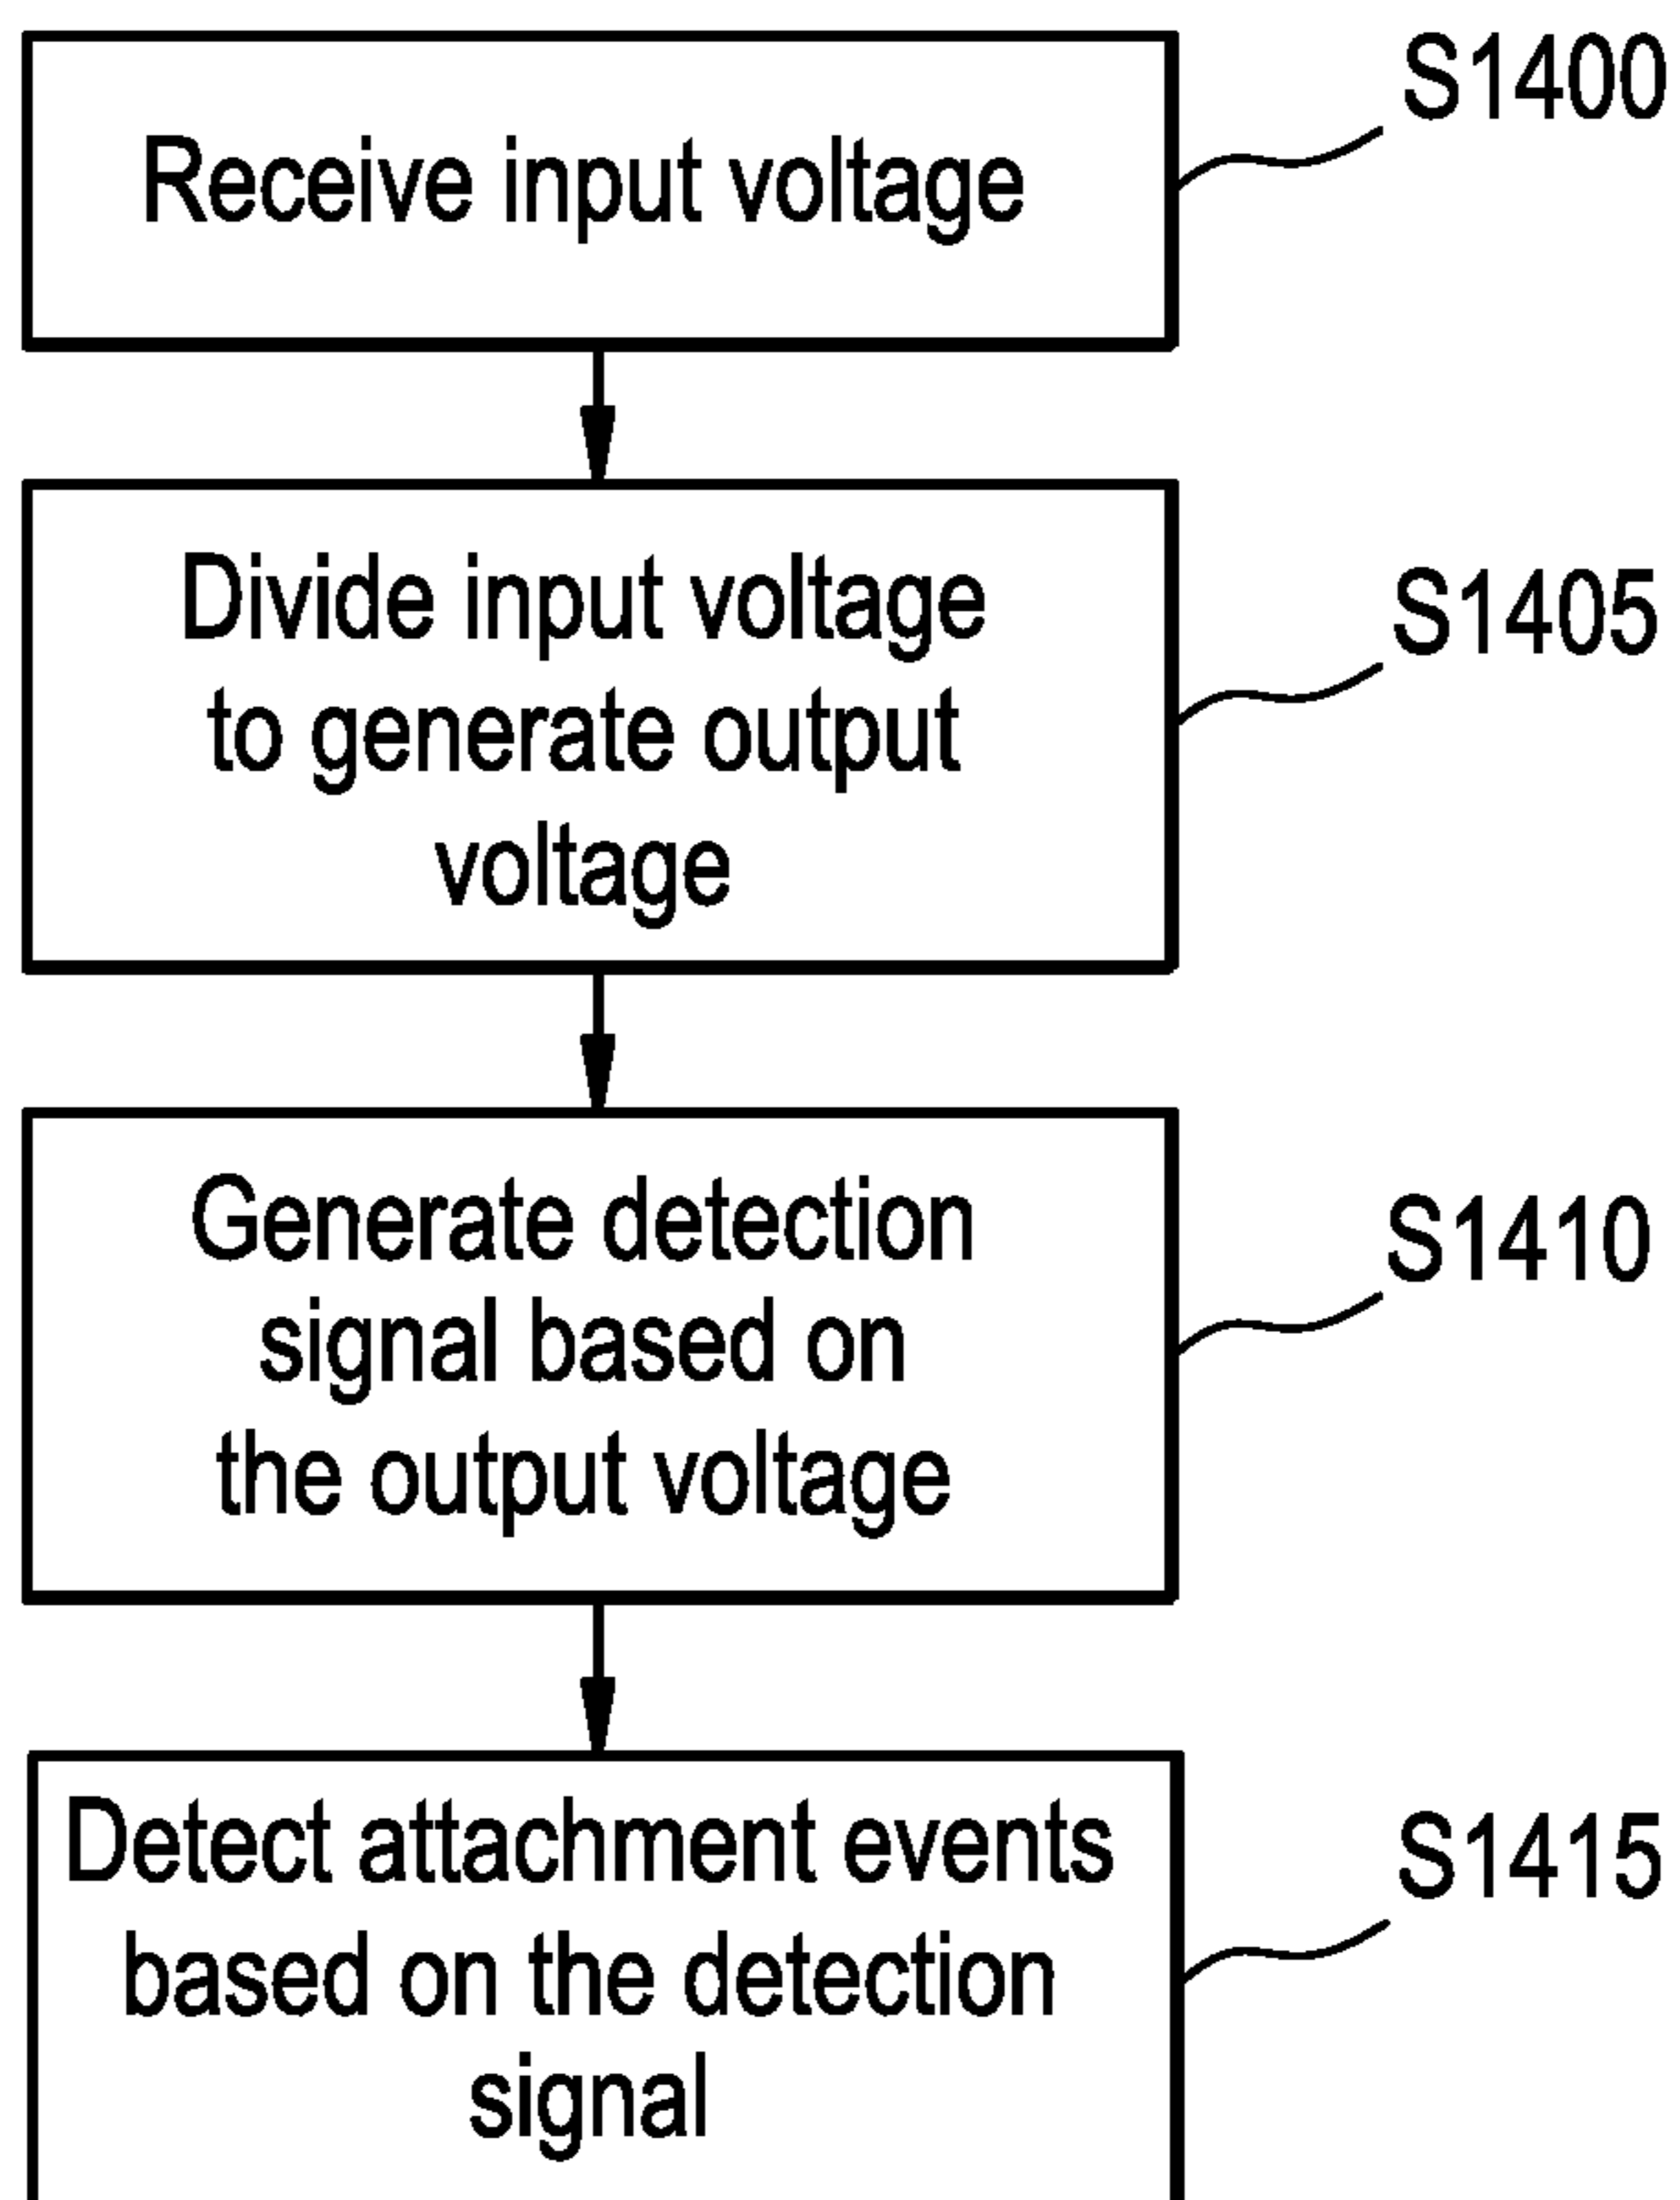 Receive input voltage
S1400
Divide input voltage
to generate output
voltage
S1405
Generate detection
signal based on
the output voltage
S1410
Detect attachment events
based on the detection
signal
S1415